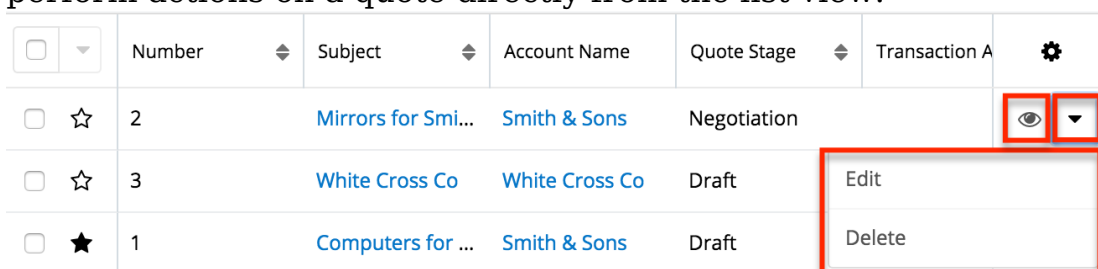 perform actions on a quote directly from the list view.
Number Subject Account Name Quote Stage Transaction A
2 Mirrors for Smi... Smith & Sons Negotiation
3 White Cross Co White Cross Co Draft Edit
1 Computers for ... Smith & Sons Draft Delete